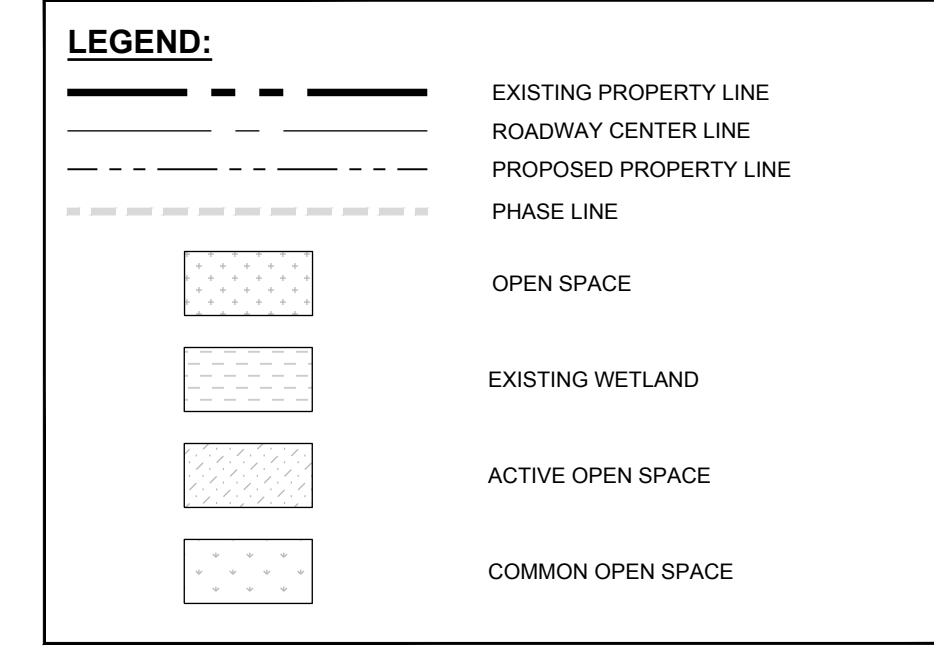 LEGEND:
EXISTING PROPERTY LINE
ROADWAY CENTER LINE
PROPOSED PROPERTY LINE
PHASE LINE
OPEN SPACE
EXISTING WETLAND
ACTIVE OPEN SPACE
COMMON OPEN SPACE